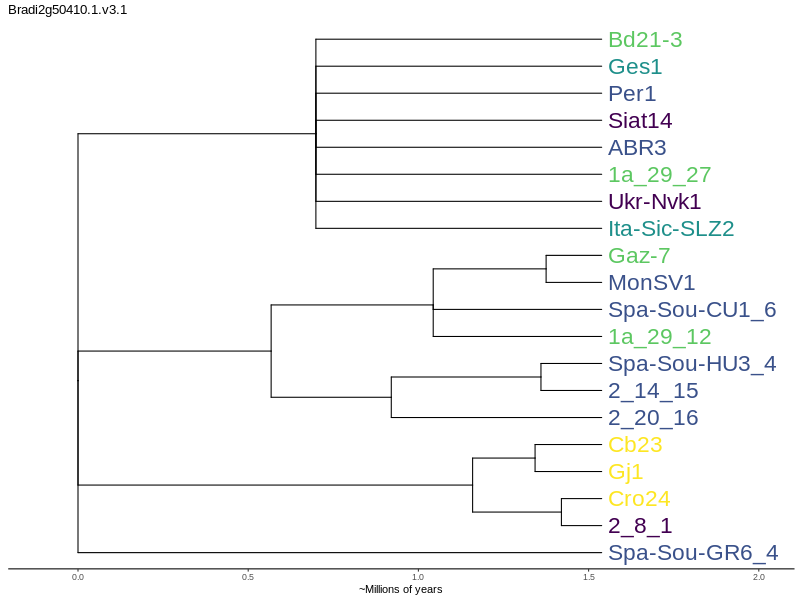 Bradi2g50410.1.v3.1
Bd21-3
Ges1
Per1
Siat14
ABR3
1a_29_27
Ukr-Nvk1
Ita-Sic-SLZ2
Gaz-7
MonSV1
Spa-Sou-CU1_6
1a_29_12
Spa-Sou-HU3_4
2_14_15
2_20_16
Cb23
Gj1
Cro24
2_8_1
Spa-Sou-GR6_4
0.0 0.5 1.0 1.5 2.0
~Millions of years